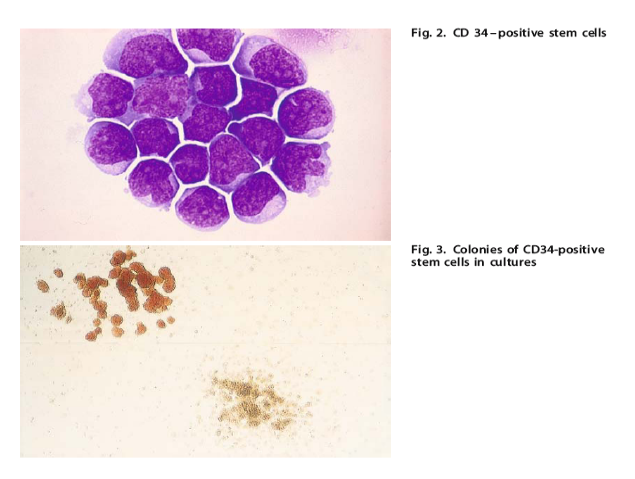 Fig. 2. CD 34–positive stem cells
Fig. 3. Colonies of CD34-positive
stem cells in cultures